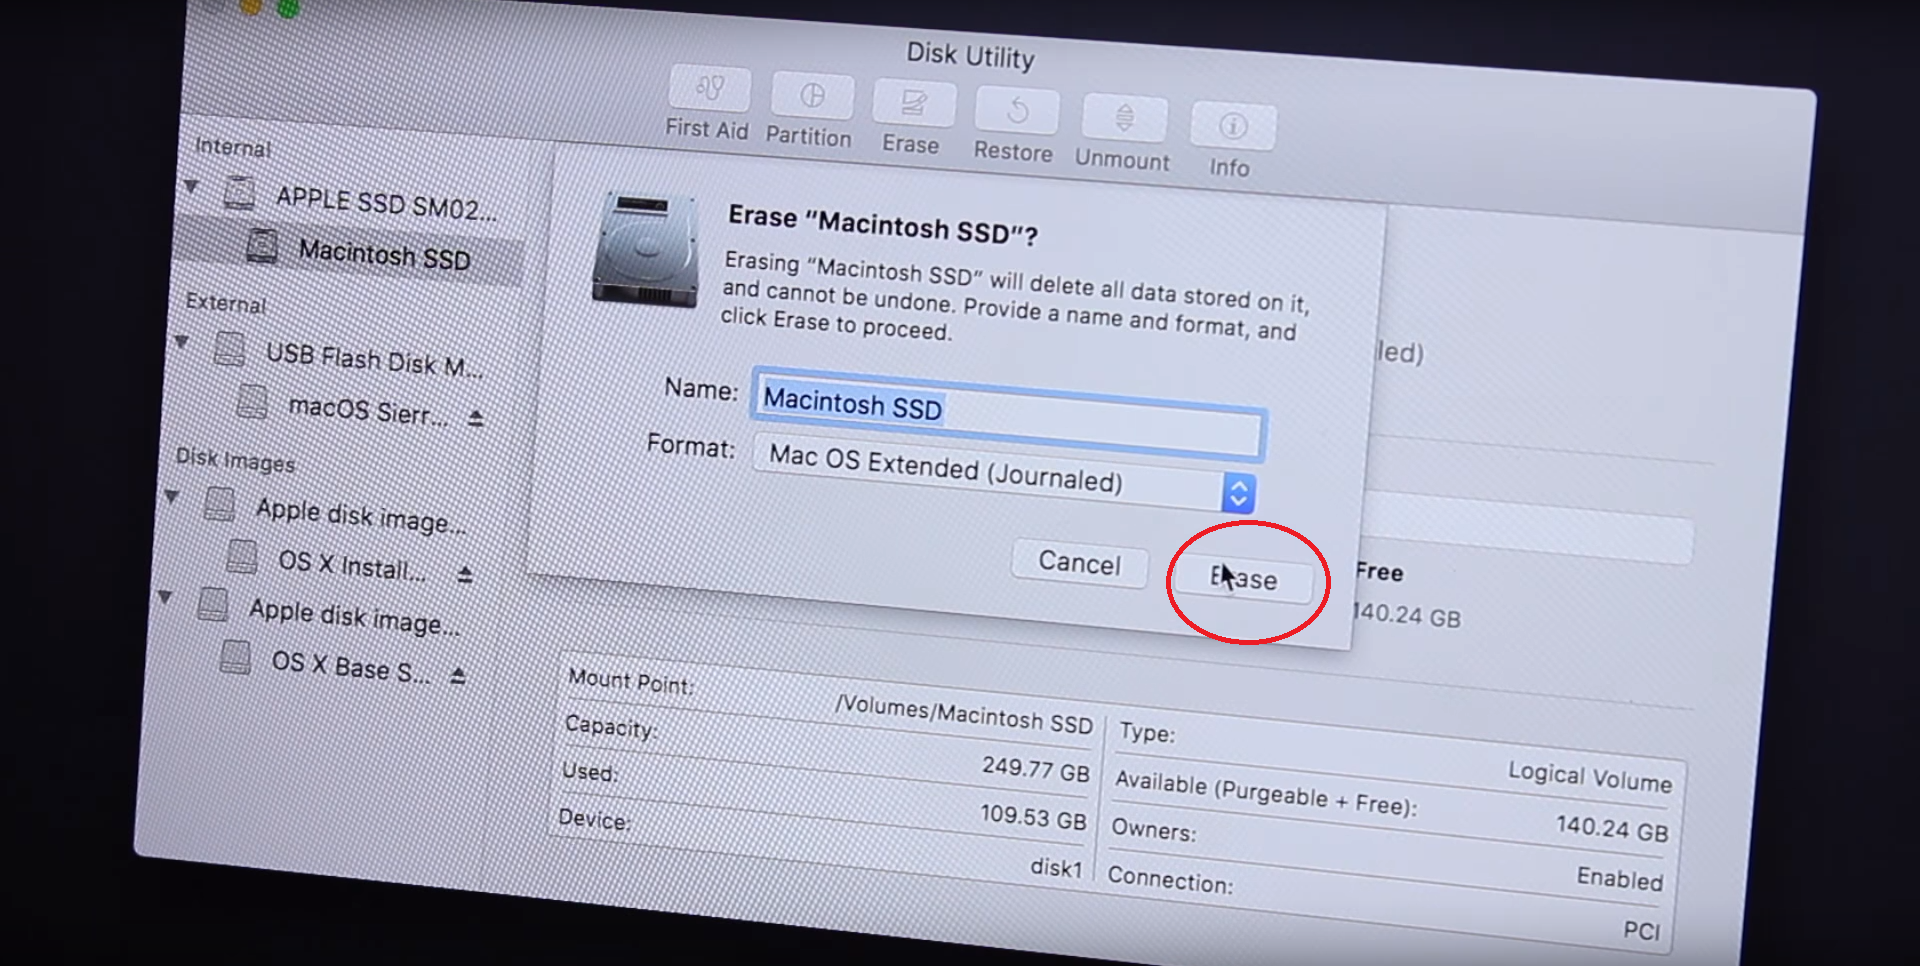 Disk Utility
First Aid
Partition
Erase
Restore
Unmount
Info
Internal
APPLE SSD SM02...
Macintosh SSD
External
USB Flash Disk M...
macOS Sierr...
Disk Images
Apple disk image...
OS X Install...
Apple disk image...
OS X Base S...
Erase "Macintosh SSD"?
Erasing "Macintosh SSD" will delete all data stored on it,
and cannot be undone. Provide a name and format, and
click Erase to proceed.
Name: Macintosh SSD
Format: Mac OS Extended (Journaled)
Cancel
Erase
led)
Free
140.24 GB
Mount Point: /Volumes/Macintosh SSD
Capacity: 249.77 GB
Used: 109.53 GB
Device: disk1
Type: Logical Volume
Available (Purgeable + Free): 140.24 GB
Owners: Enabled
Connection: PCI